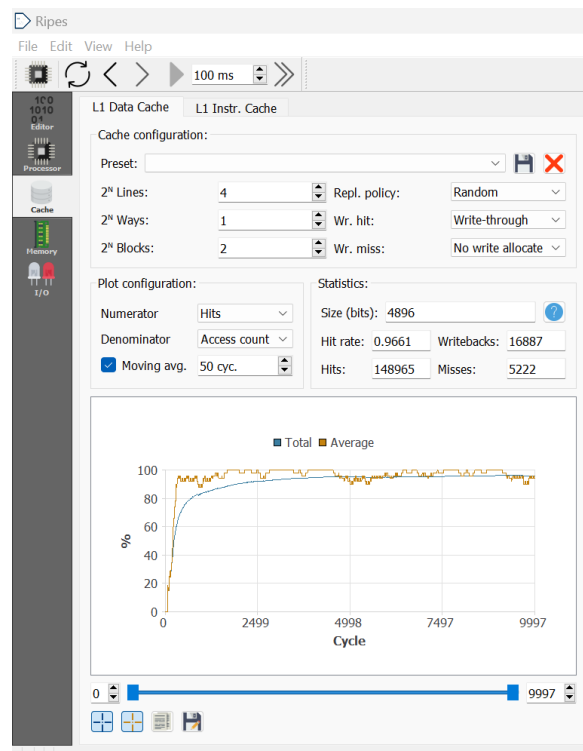 Ripes
File Edit View Help
100 ms
100
1010
01
Editor
Processor
Cache
Memory
I/O
L1 Data Cache L1 Instr. Cache
Cache configuration:
Preset:
2ᴺ Lines: 4 Repl. policy: Random
2ᴺ Ways: 1 Wr. hit: Write-through
2ᴺ Blocks: 2 Wr. miss: No write allocate
Plot configuration:
Numerator Hits
Denominator Access count
Moving avg. 50 cyc.
Statistics:
Size (bits): 4896 ?
Hit rate: 0.9661 Writebacks: 16887
Hits: 148965 Misses: 5222
Total Average
100
80
60
40
20
0
%
0 2499 4998 7497 9997
Cycle
0 9997